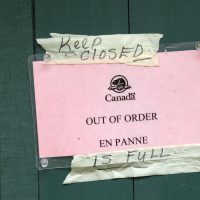 KeEP
CLOSED
Canada
OUT OF ORDER
EN PANNE
IS FULL